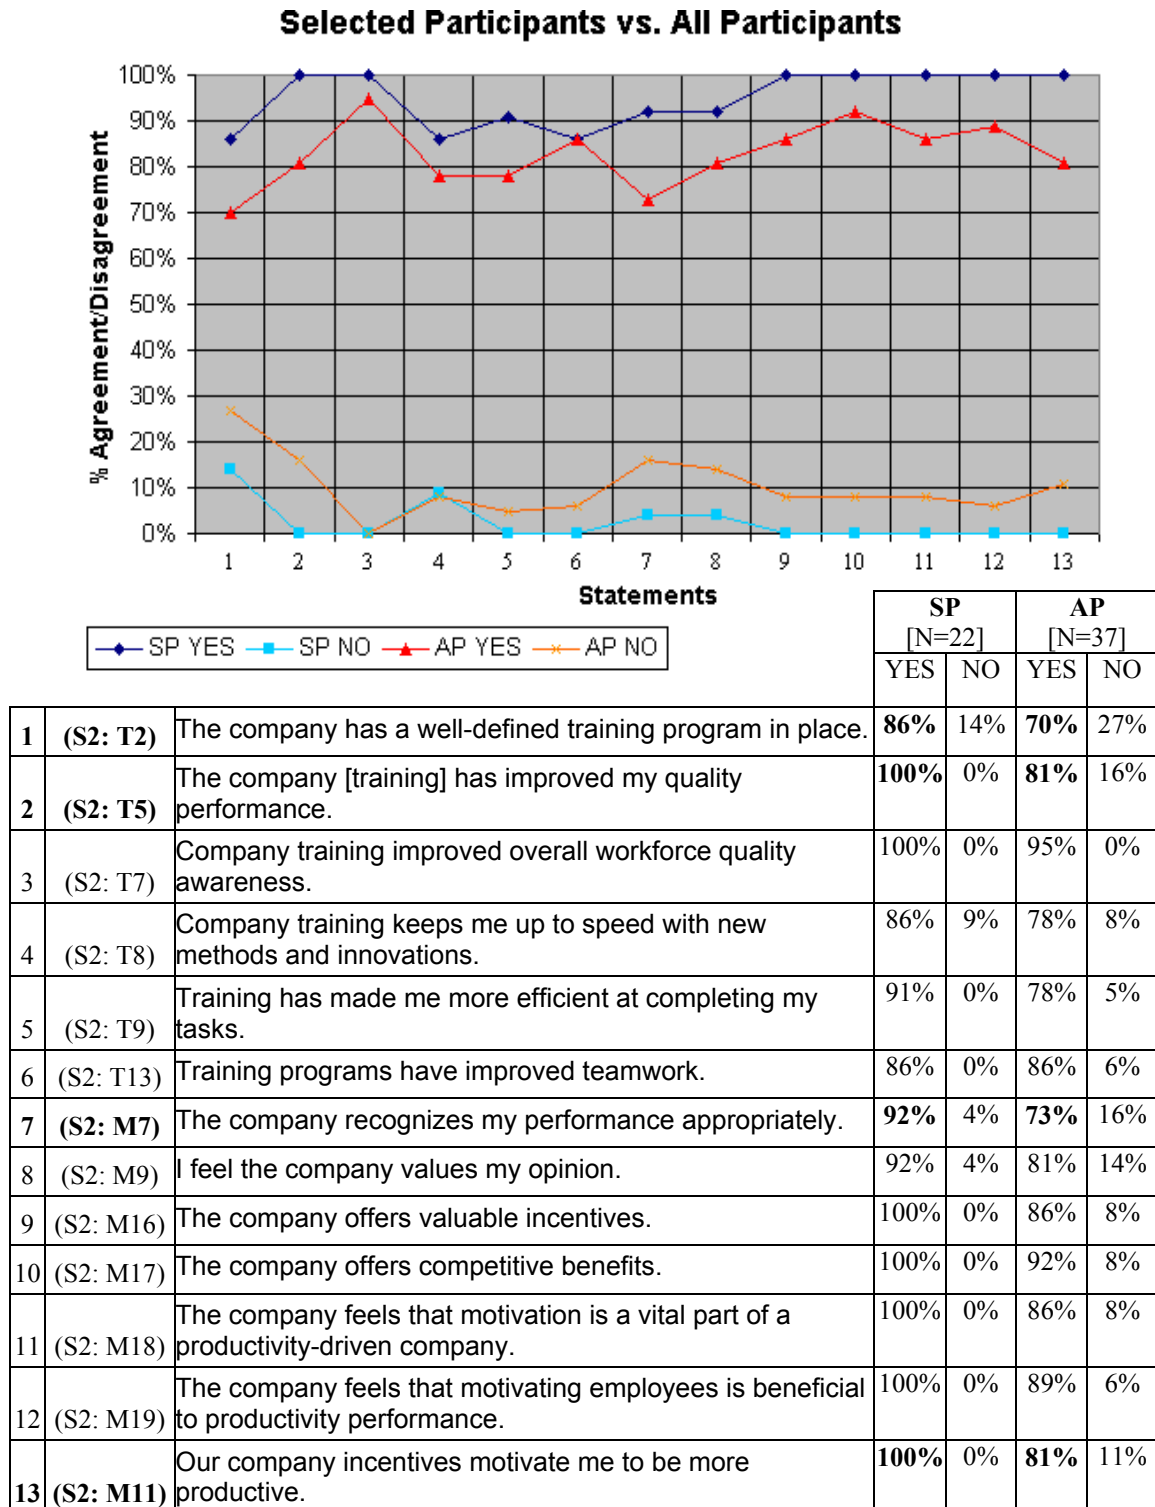 Selected Participants vs. All Participants
100%
90%
80%
70%
60%
50%
40%
30%
20%
10%
0%
% Agreement/Disagreement
1 2 3 4 5 6 7 8 9 10 11 12 13
Statements
SP YES SP NO AP YES AP NO
SP AP
[N=22] [N=37]
YES NO YES NO
1 (S2: T2) The company has a well-defined training program in place. 86% 14% 70% 27%
The company [training] has improved my quality 100% 0% 81% 16%
2 (S2: T5) performance.
Company training improved overall workforce quality 100% 0% 95% 0%
3 (S2: T7) awareness.
Company training keeps me up to speed with new 86% 9% 78% 8%
4 (S2: T8) methods and innovations.
Training has made me more efficient at completing my 91% 0% 78% 5%
5 (S2: T9) tasks.
6 (S2: T13) Training programs have improved teamwork. 86% 0% 86% 6%
7 (S2: M7) The company recognizes my performance appropriately. 92% 4% 73% 16%
8 (S2: M9) I feel the company values my opinion. 92% 4% 81% 14%
9 (S2: M16) The company offers valuable incentives. 100% 0% 86% 8%
10 (S2: M17) The company offers competitive benefits. 100% 0% 92% 8%
The company feels that motivation is a vital part of a 100% 0% 86% 8%
11 (S2: M18) productivity-driven company.
The company feels that motivating employees is beneficial 100% 0% 89% 6%
12 (S2: M19) to productivity performance.
Our company incentives motivate me to be more 100% 0% 81% 11%
13 (S2: M11) productive.